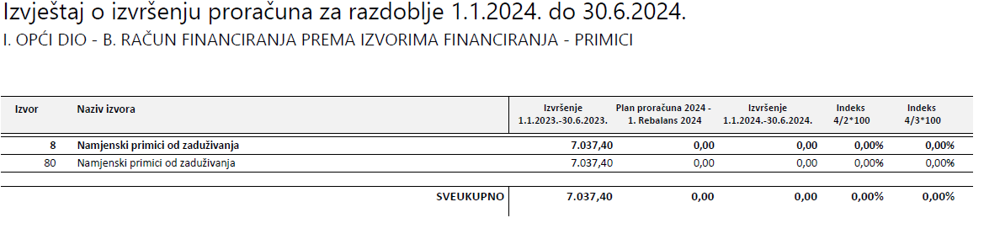 Izvještaj o izvršenju proračuna za razdoblje 1.1.2024. do 30.6.2024.
I. OPĆI DIO - B. RAČUN FINANCIRANJA PREMA IZVORIMA FINANCIRANJA - PRIMICI
Izvor Naziv izvora Izvršenje 1.1.2023.-30.6.2023. Plan proračuna 2024 - 1. Rebalans 2024 Izvršenje 1.1.2024.-30.6.2024. Indeks 4/2*100 Indeks 4/3*100
8 Namjenski primici od zaduživanja 7.037,40 0,00 0,00 0,00% 0,00%
80 Namjenski primici od zaduživanja 7.037,40 0,00 0,00 0,00% 0,00%
SVEUKUPNO 7.037,40 0,00 0,00 0,00% 0,00%